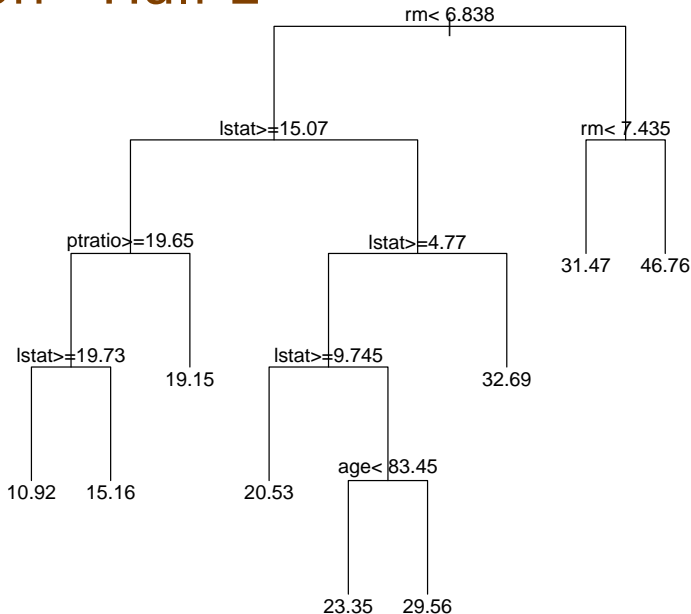 rm< 6.838
lstat>=15.07
rm< 7.435
ptratio>=19.65
lstat>=4.77
31.47 46.76
lstat>=19.73
lstat>=9.745
19.15
32.69
age< 83.45
10.92 15.16
20.53
23.35 29.56